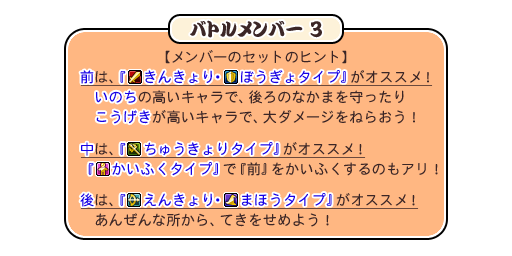 バトルメンバー 3
【メンバーのセットのヒント】
前は、『きんきょり・ぼうぎょタイプ』がオススメ!
いのちの高いキャラで、後ろのなかまを守ったり
こうげきが高いキャラで、大ダメージをねらおう!
中は、『ちゅうきょりタイプ』がオススメ!
『かいふくタイプ』で『前』をかいふくするのもアリ!
後は、『えんきょり・まほうタイプ』がオススメ!
あんぜんな所から、てきをせめよう!